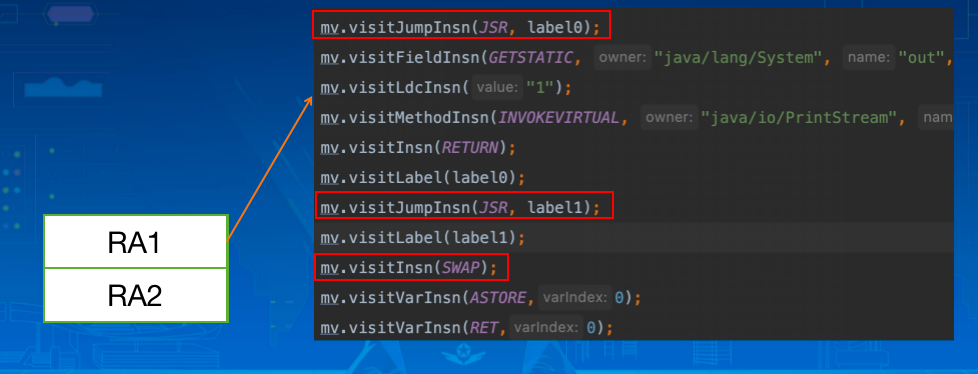 mv.visitJumpInsn(JSR, label0);
mv.visitFieldInsn(GETSTATIC, owner: "java/lang/System", name: "out",
mv.visitLdcInsn( value: "1");
mv.visitMethodInsn(INVOKEVIRTUAL, owner: "java/io/PrintStream", nam
mv.visitInsn(RETURN);
mv.visitLabel(label0);
mv.visitJumpInsn(JSR, label1);
mv.visitLabel(label1);
mv.visitInsn(SWAP);
mv.visitVarInsn(ASTORE, varIndex: 0);
mv.visitVarInsn(RET, varIndex: 0);
RA1
RA2